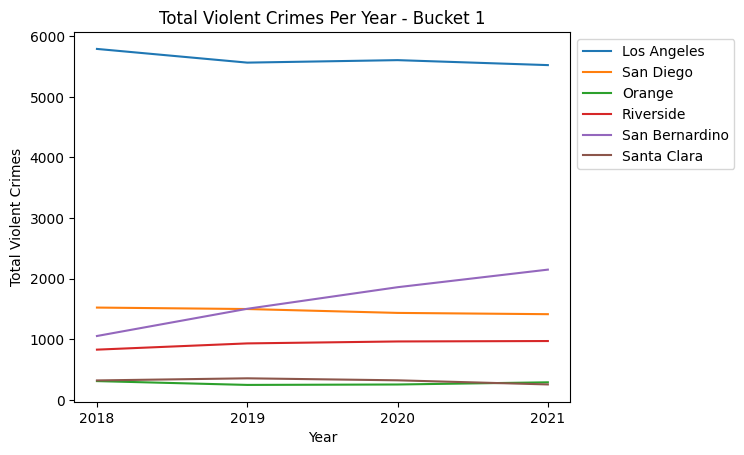 Total Violent Crimes Per Year - Bucket 1
6000
5000
4000
3000
2000
1000
0
Total Violent Crimes
2018
2019
2020
2021
Year
Los Angeles
San Diego
Orange
Riverside
San Bernardino
Santa Clara